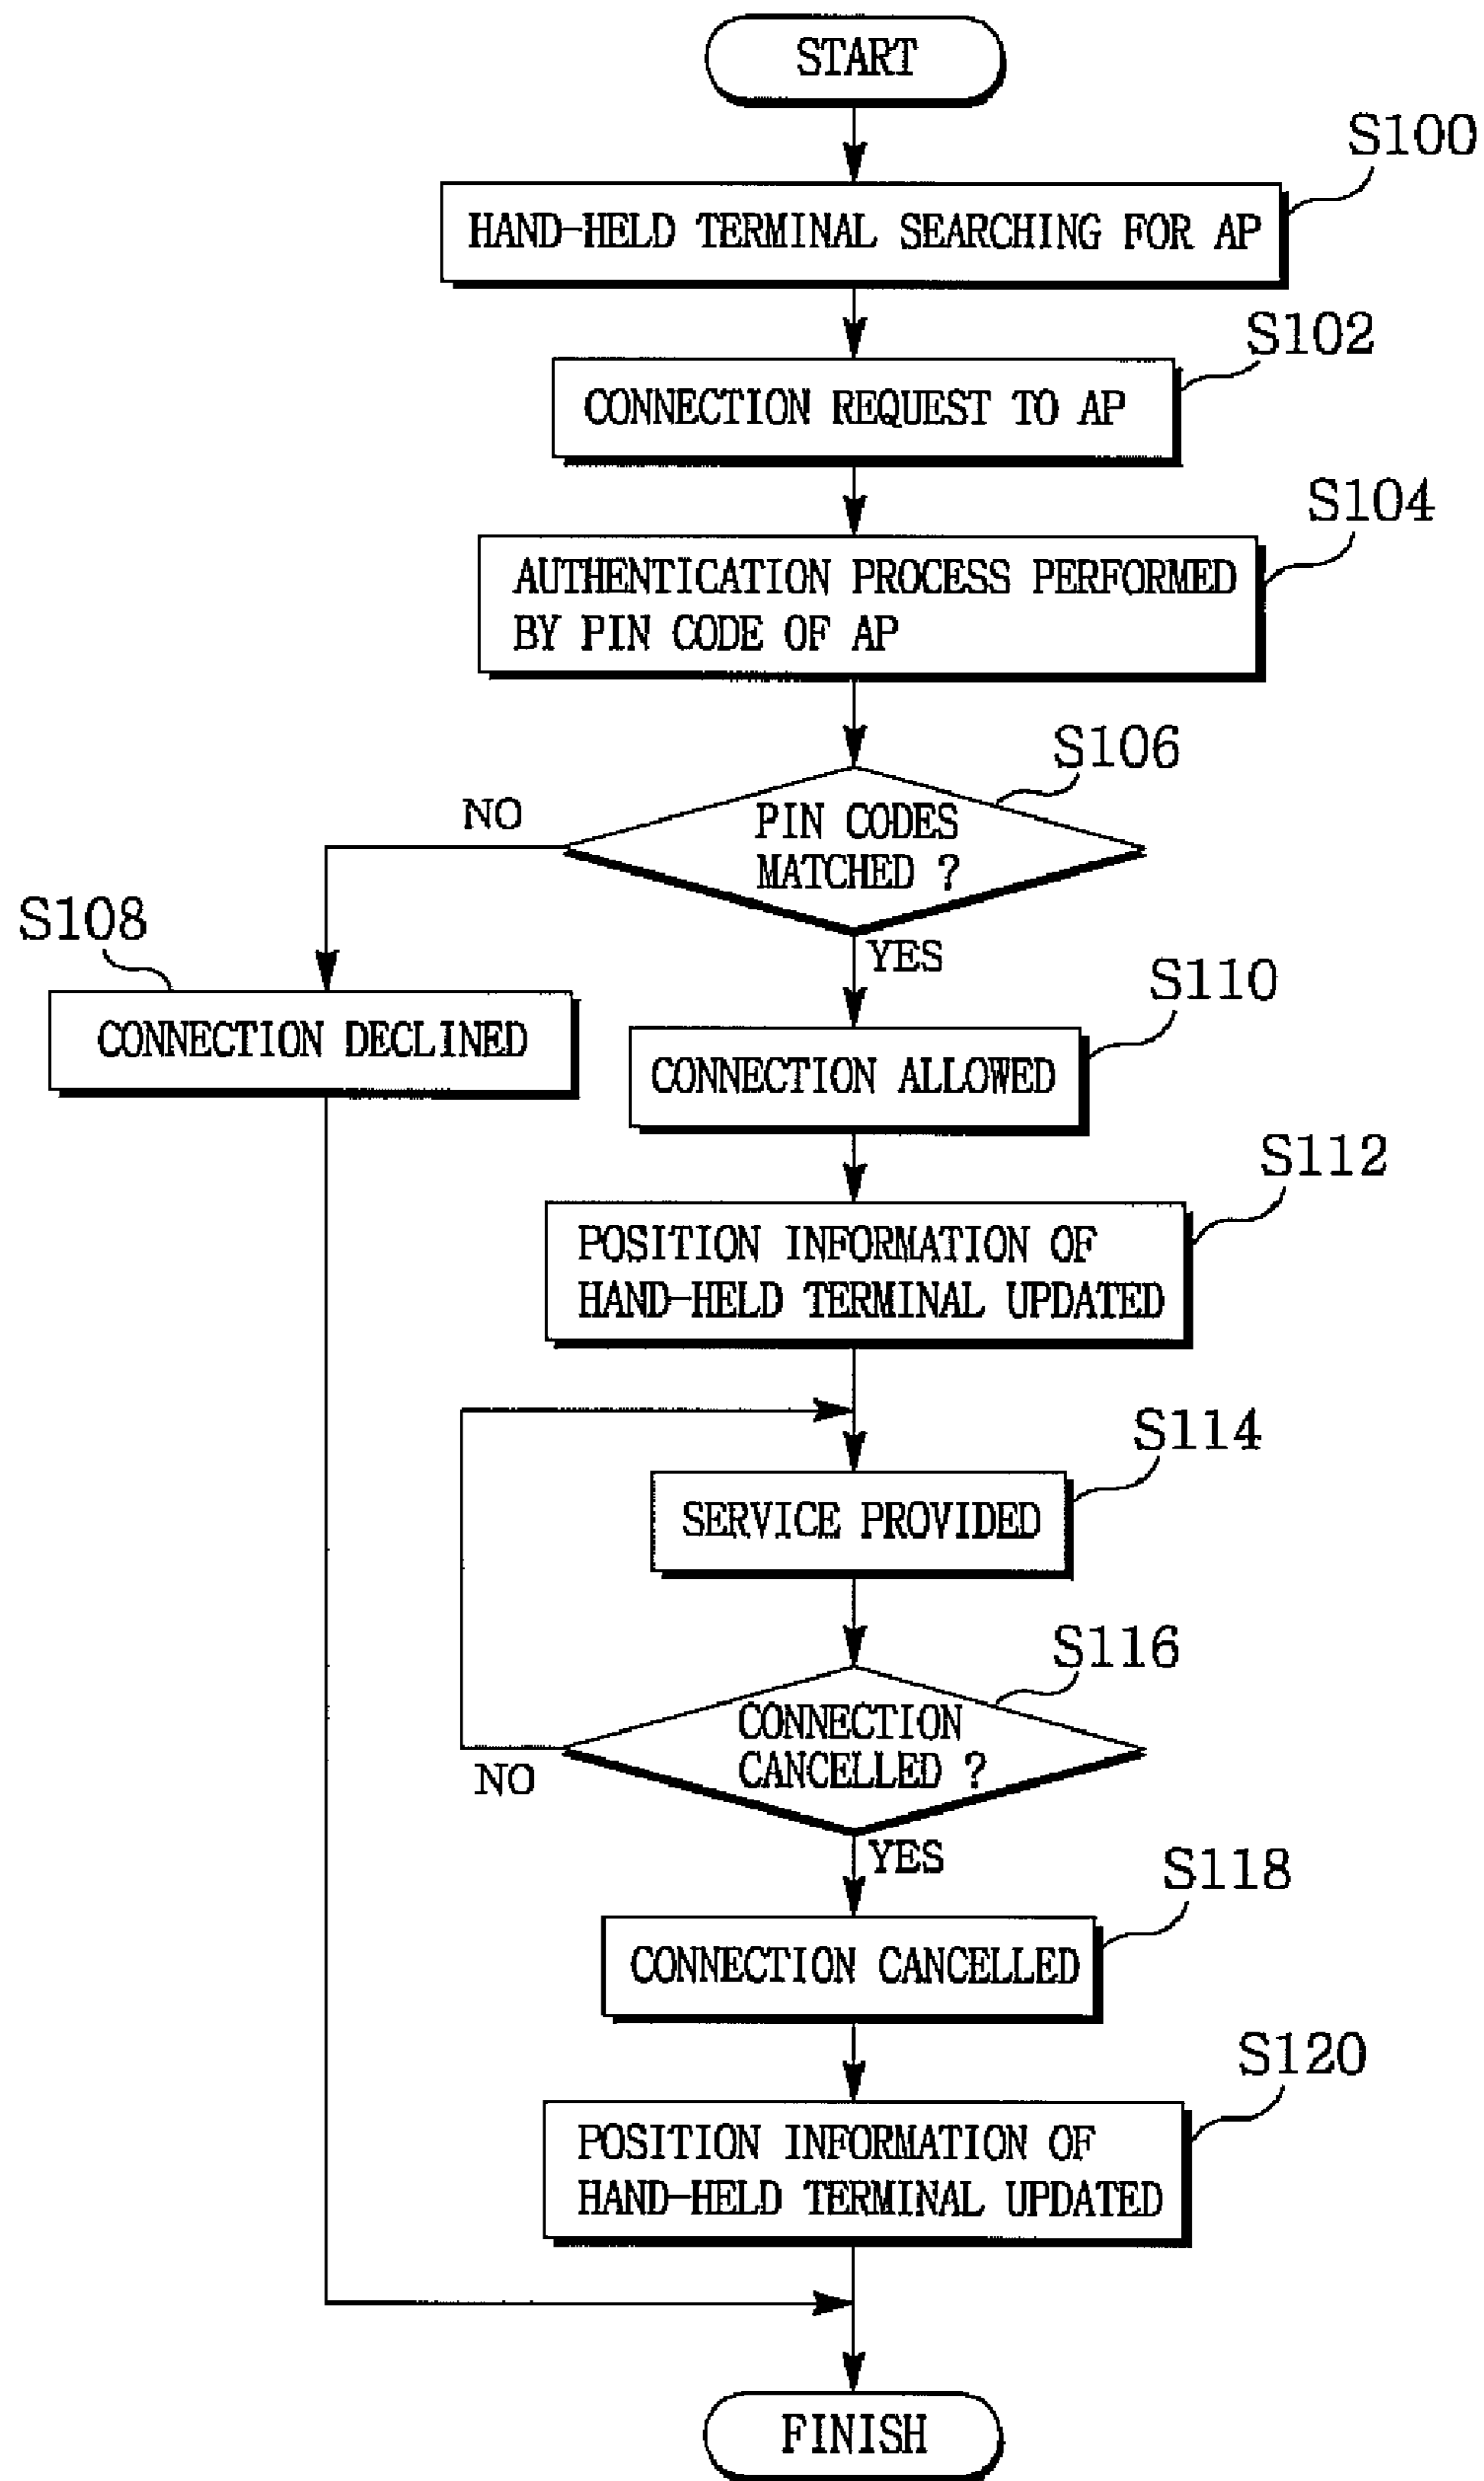 START
S100
HAND-HELD TERMINAL SEARCHING FOR AP
S102
CONNECTION REQUEST TO AP
S104
AUTHENTICATION PROCESS PERFORMED
BY PIN CODE OF AP
S106
NO
PIN CODES
MATCHED ?
YES
S108
CONNECTION DECLINED
S110
CONNECTION ALLOWED
S112
POSITION INFORMATION OF
HAND-HELD TERMINAL UPDATED
S114
SERVICE PROVIDED
S116
CONNECTION
CANCELLED ?
NO
YES
S118
CONNECTION CANCELLED
S120
POSITION INFORMATION OF
HAND-HELD TERMINAL UPDATED
FINISH